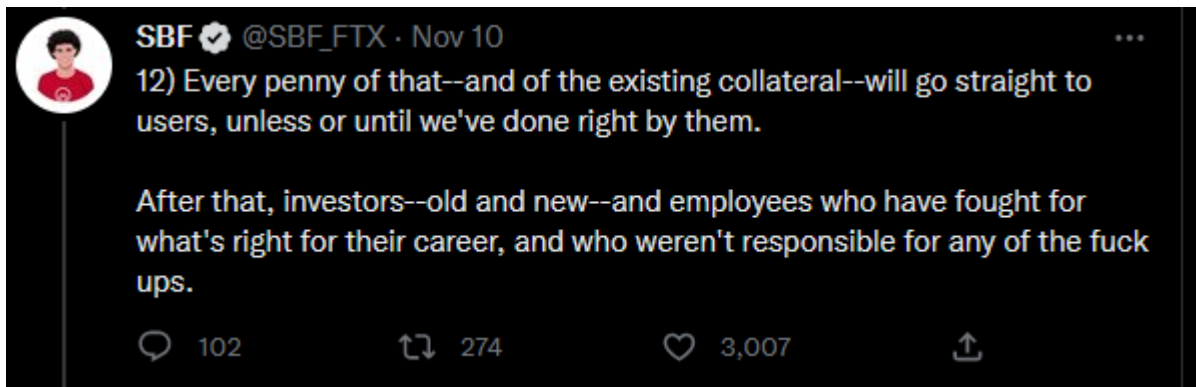 SBF @SBF_FTX · Nov 10
12) Every penny of that--and of the existing collateral--will go straight to
users, unless or until we've done right by them.
After that, investors--old and new--and employees who have fought for
what's right for their career, and who weren't responsible for any of the fuck
ups.
102 274 3,007